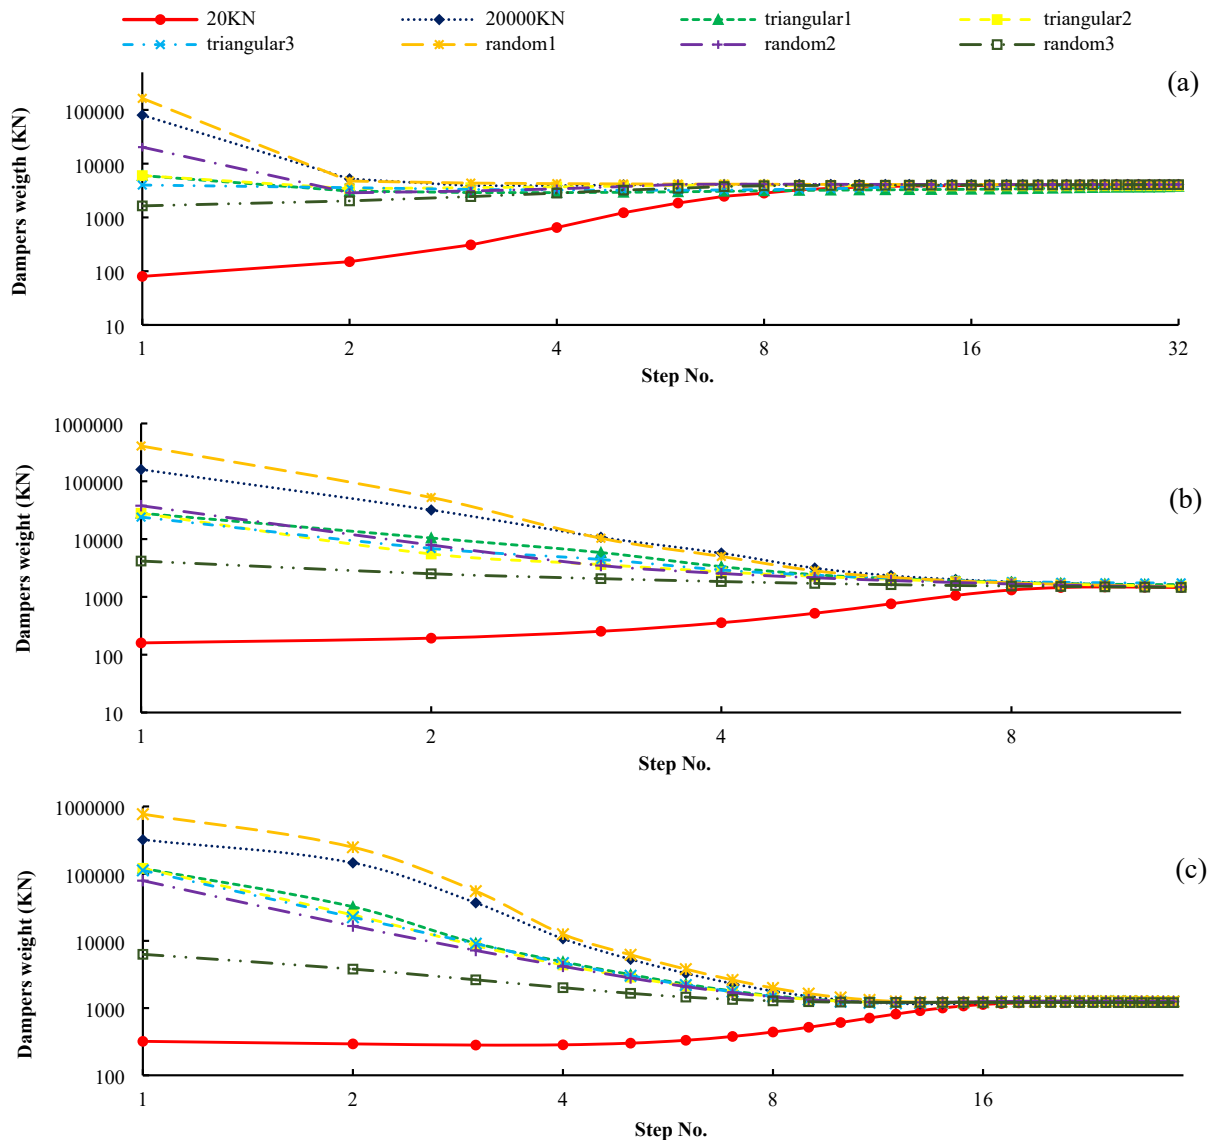 20KN 20000KN triangular1 triangular2
triangular3 random1 random2 random3
(a)
Dampers weigth (KN)
100000
10000
1000
100
10
1 2 4 8 16 32
Step No.
(b)
Dampers weight (KN)
1000000
100000
10000
1000
100
10
1 2 4 8
Step No.
(c)
Dampers weight (KN)
1000000
100000
10000
1000
100
1 2 4 8 16
Step No.